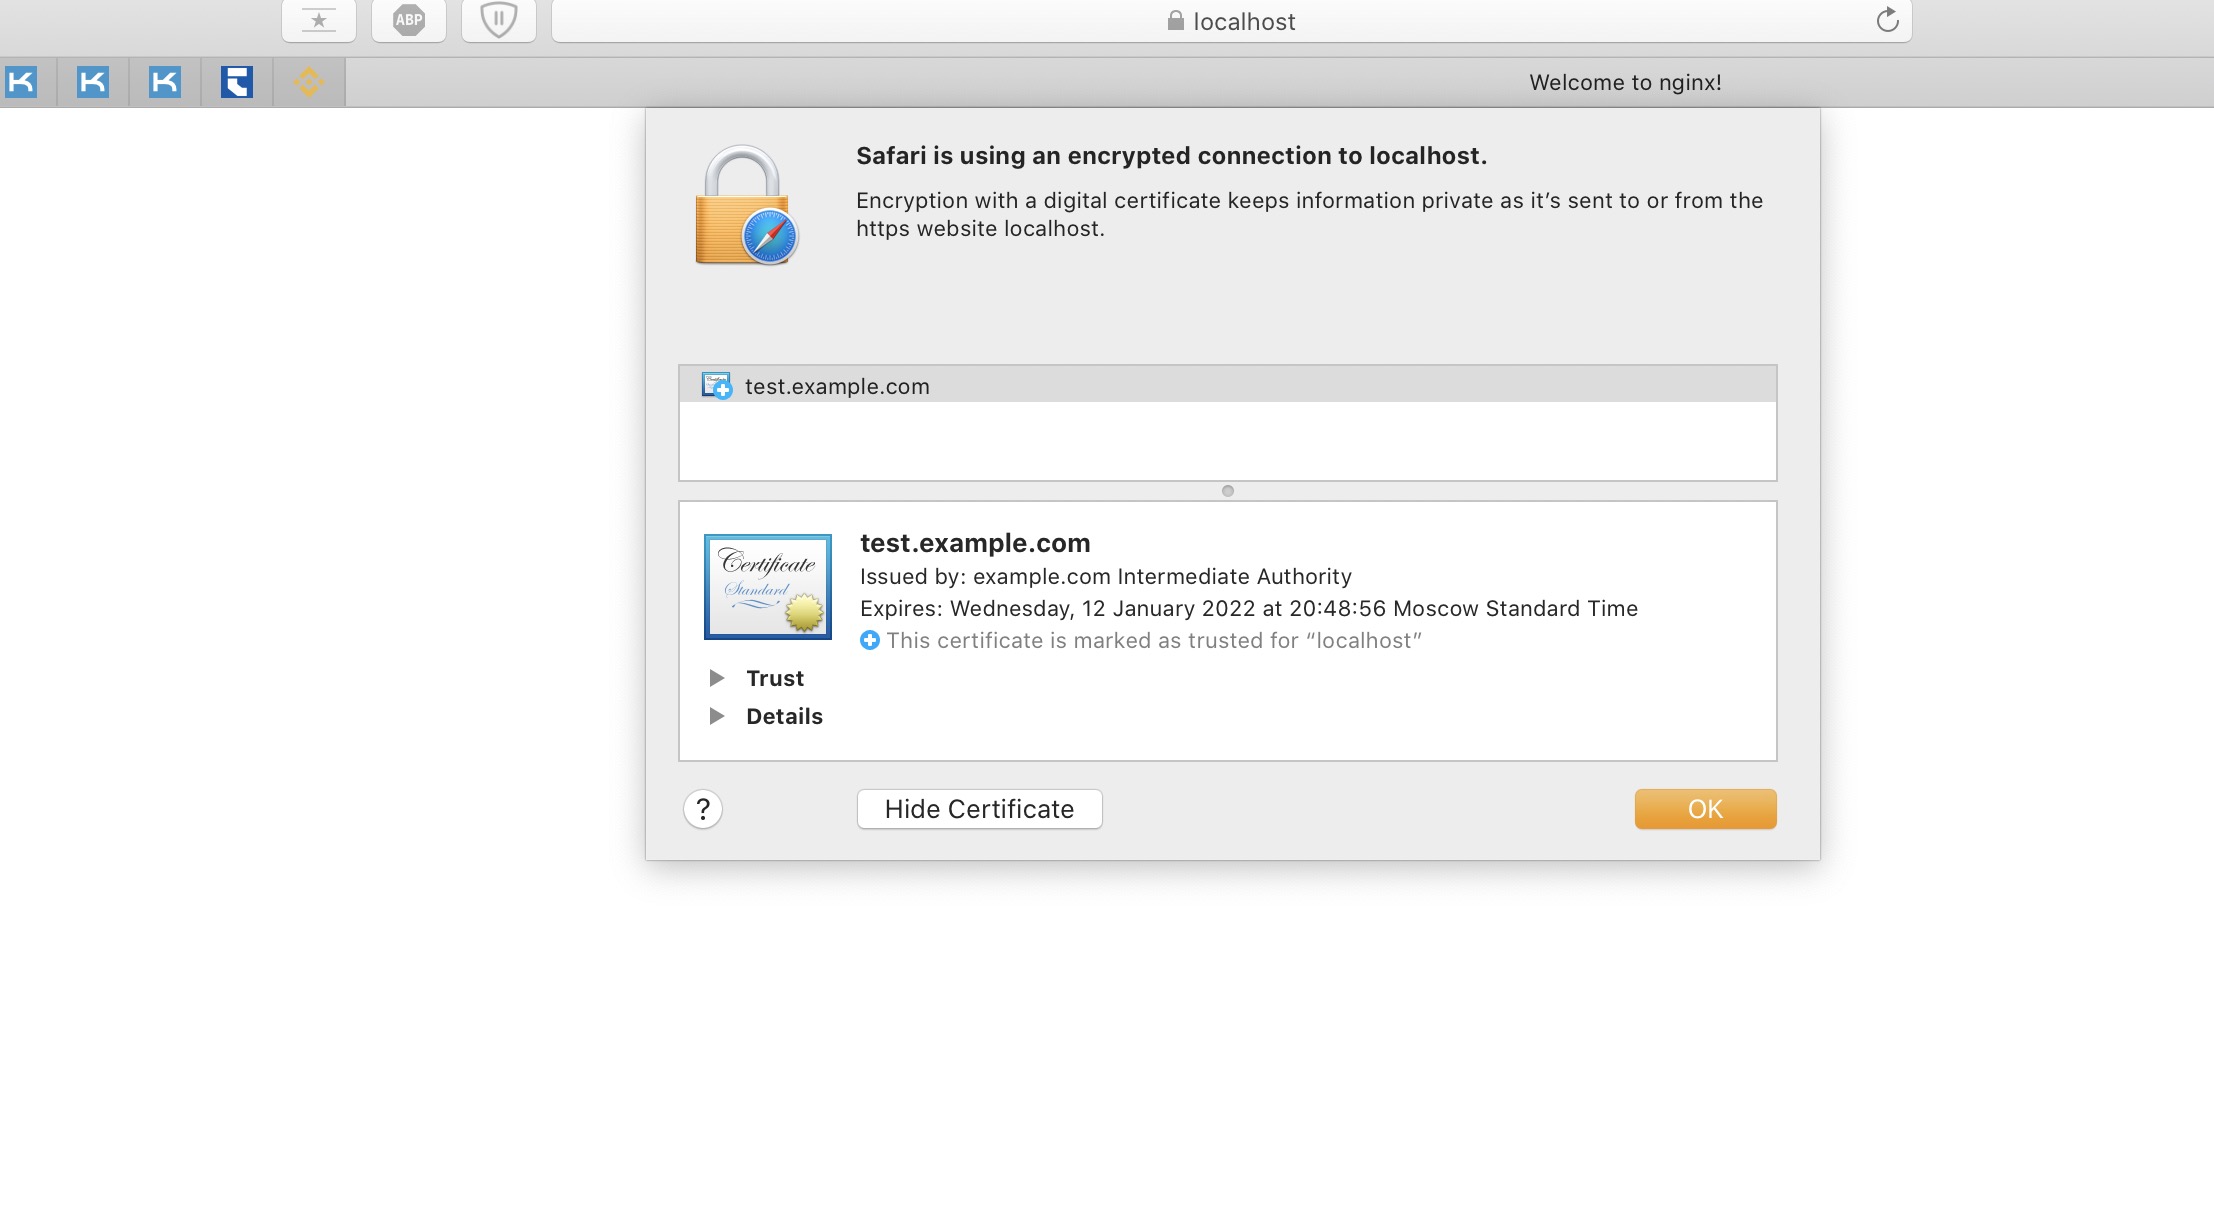 ABP
localhost
Welcome to nginx!
Safari is using an encrypted connection to localhost.
Encryption with a digital certificate keeps information private as it’s sent to or from the
https website localhost.
test.example.com
Certificate
Standard
test.example.com
Issued by: example.com Intermediate Authority
Expires: Wednesday, 12 January 2022 at 20:48:56 Moscow Standard Time
This certificate is marked as trusted for “localhost”
Trust
Details
?
Hide Certificate
OK